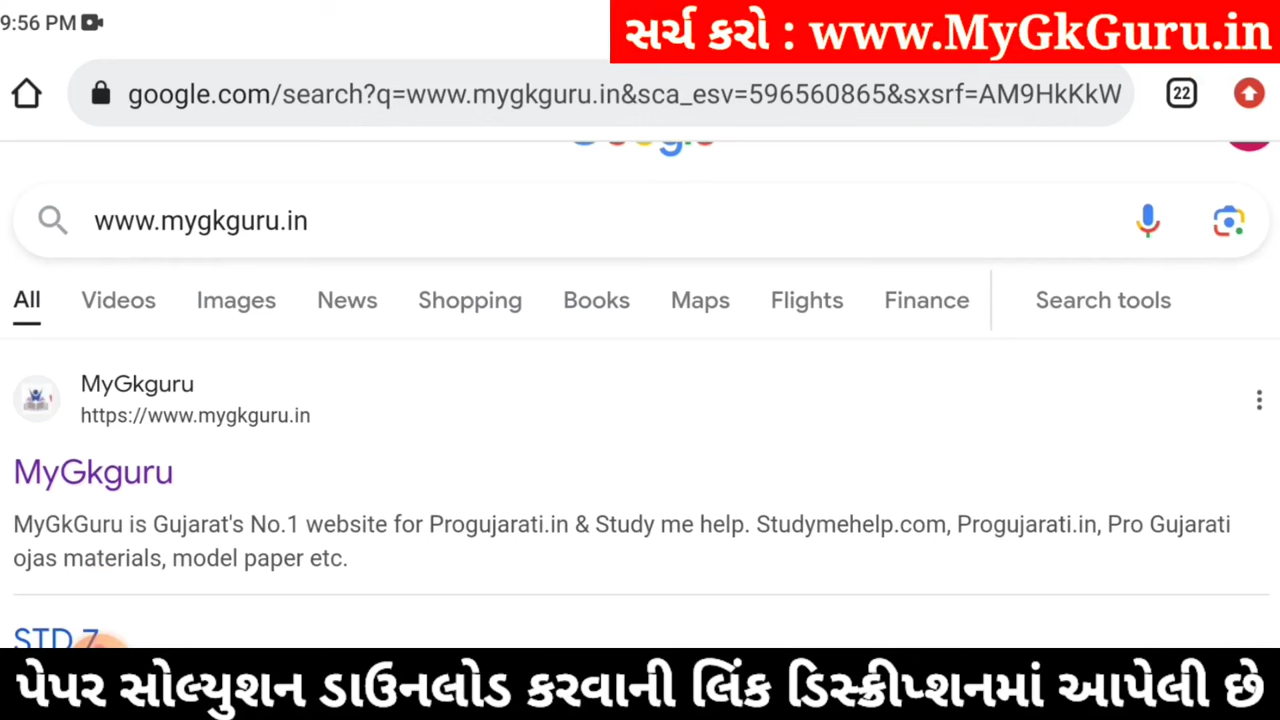 9:56 PM
સર્ચ કરો : www.MyGkGuru.in
google.com/search?q=www.mygkguru.in&sca_esv=596560865&sxsrf=AM9HkKkW
22
www.mygkguru.in
All Videos Images News Shopping Books Maps Flights Finance Search tools
MyGkguru
https://www.mygkguru.in
MyGkguru
MyGkGuru is Gujarat's No.1 website for Progujarati.in & Study me help. Studymehelp.com, Progujarati.in, Pro Gujarati
ojas materials, model paper etc.
STD 7
પેપર સોલ્યુશન ડાઉનલોડ કરવાની લિંક ડિસ્ક્રીપ્શનમાં આપેલી છે